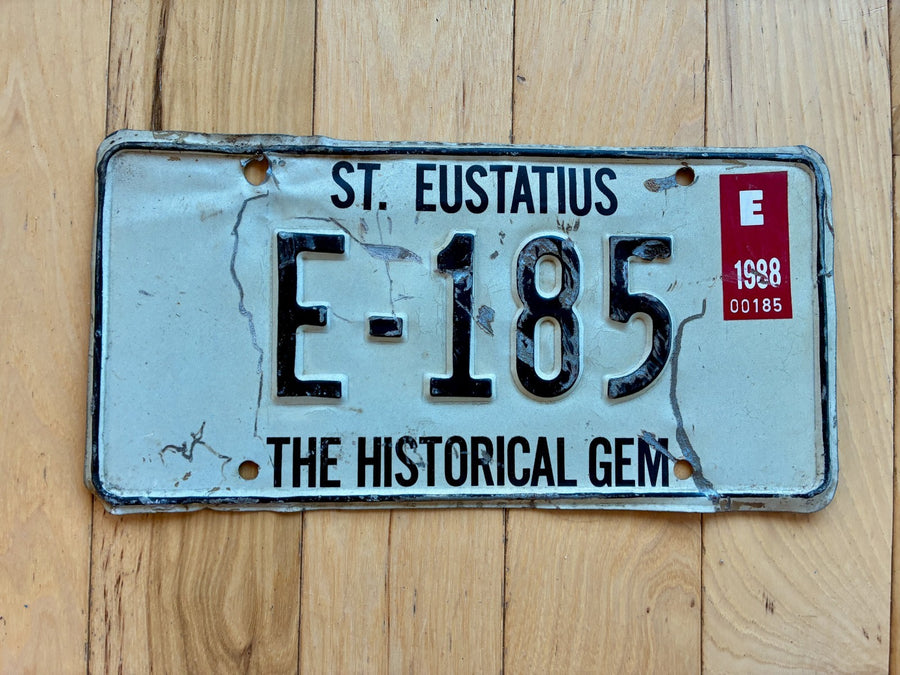 ST. EUSTATIUS
E
E-185
1988
00185
THE HISTORICAL GEM